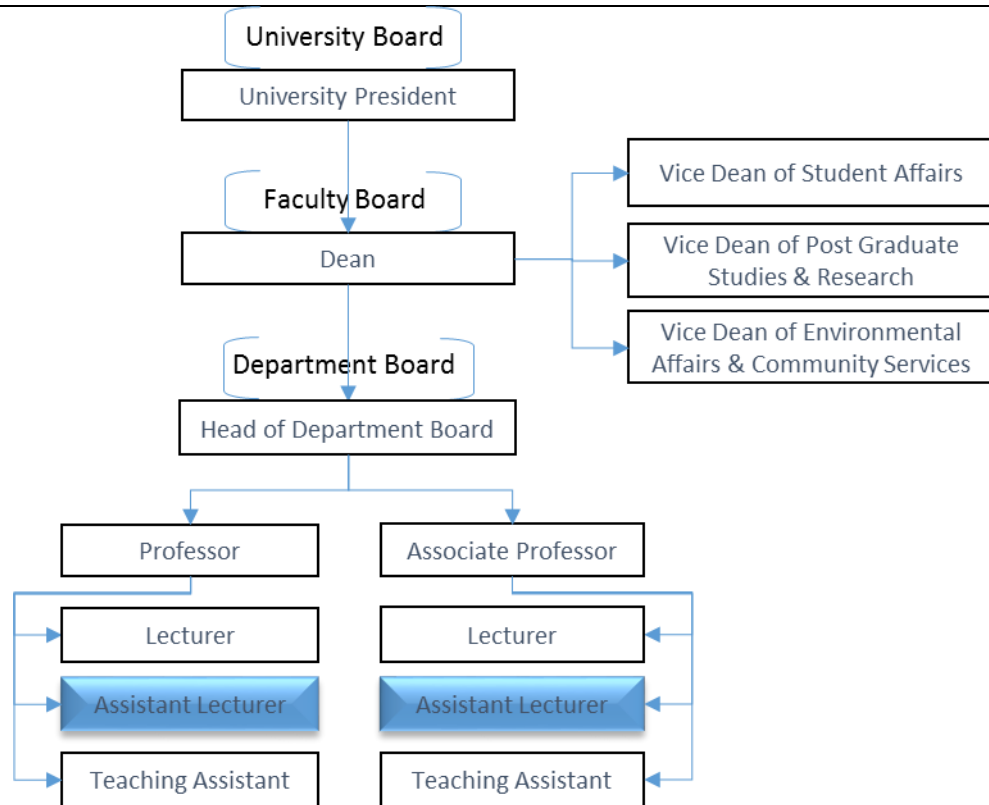 University Board
University President
Faculty Board
Dean
Vice Dean of Student Affairs
Vice Dean of Post Graduate
Studies & Research
Vice Dean of Environmental
Affairs & Community Services
Department Board
Head of Department Board
Professor
Associate Professor
Lecturer
Lecturer
Assistant Lecturer
Assistant Lecturer
Teaching Assistant
Teaching Assistant